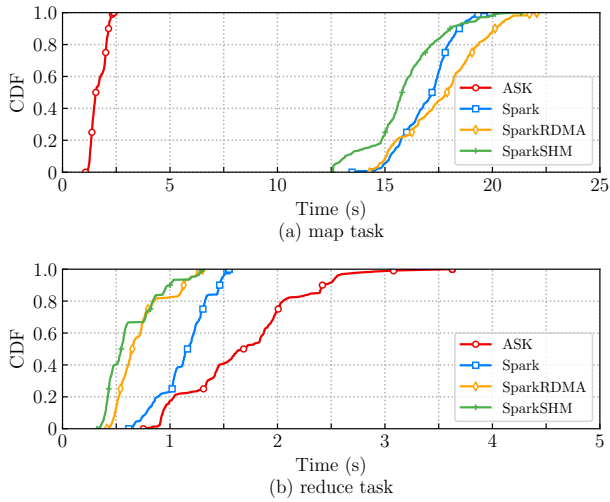 1.0
0.8
0.6
0.4
0.2
0
CDF
ASK
Spark
SparkRDMA
SparkSHM
0 5 10 15 20 25
Time (s)
(a) map task
1.0
0.8
0.6
0.4
0.2
0
CDF
ASK
Spark
SparkRDMA
SparkSHM
0 1 2 3 4 5
Time (s)
(b) reduce task